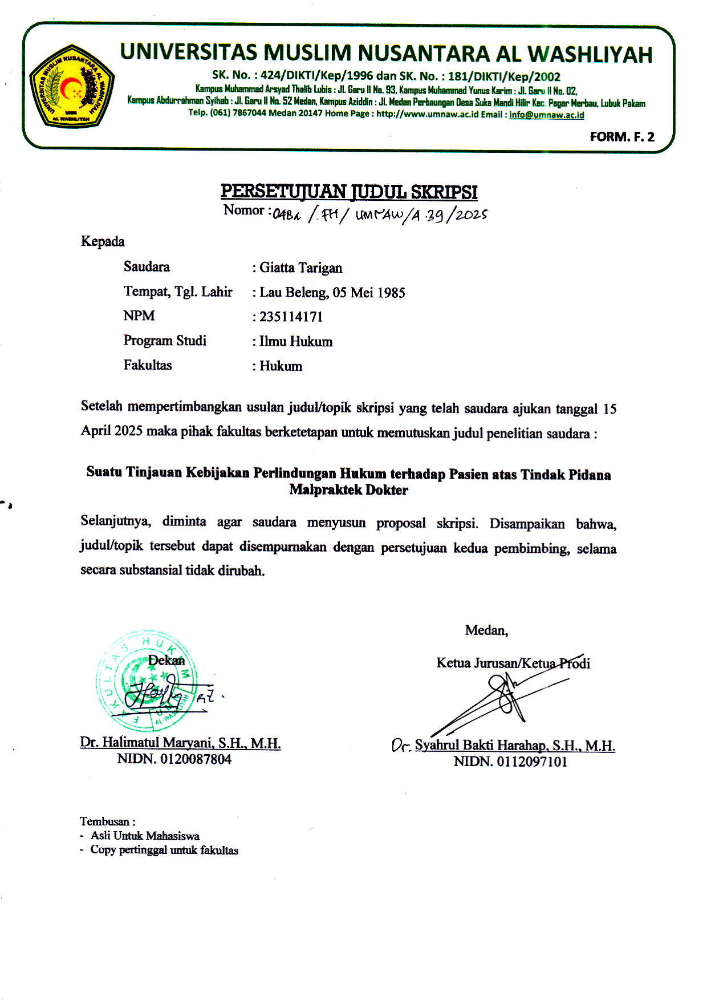 UNIVERSITAS MUSLIM NUSANTARA AL WASHLIYAH
SK. No. : 424/DIKTI/Kep/1996 dan SK. No. : 181/DIKTI/Kep/2002
Kampus Muhammad Arsyad Thalib Lubis : Jl. Garu II No. 93, Kampus Muhammad Yunus Karim : Jl. Garu II No. 02,
Kampus Abdurrahman Syihab : Jl. Garu II No. 52 Medan, Kampus Aziddin : Jl. Medan Perbaungan Desa Suka Mandi Hilir Kec. Pagar Merbau, Lubuk Pakam
Telp. (061) 7867044 Medan 20147 Home Page : http://www.umnaw.ac.id Email : info@umnaw.ac.id
UNIVERSITAS MUSLIM NUSANTARA AL WASHLIYAH
UMN
AL WASHLIYAH
FORM. F. 2
PERSETUJUAN JUDUL SKRIPSI
Nomor : /FH/ UMNAW/A.39/2025
Kepada
Saudara : Giatta Tarigan
Tempat, Tgl. Lahir : Lau Beleng, 05 Mei 1985
NPM : 235114171
Program Studi : Ilmu Hukum
Fakultas : Hukum
Setelah mempertimbangkan usulan judul/topik skripsi yang telah saudara ajukan tanggal 15
April 2025 maka pihak fakultas berketetapan untuk memutuskan judul penelitian saudara :
Suatu Tinjauan Kebijakan Perlindungan Hukum terhadap Pasien atas Tindak Pidana
Malpraktek Dokter
Selanjutnya, diminta agar saudara menyusun proposal skripsi. Disampaikan bahwa,
judul/topik tersebut dapat disempurnakan dengan persetujuan kedua pembimbing, selama
secara substansial tidak dirubah.
Medan,
Dekan
Ketua Jurusan/Ketua Prodi
FAKULTAS HUKUM
UMN
AL-WASHLIYAH
Dr. Halimatul Maryani, S.H., M.H.
NIDN. 0120087804
Dr. Syahrul Bakti Harahap, S.H., M.H.
NIDN. 0112097101
Tembusan :
- Asli Untuk Mahasiswa
- Copy pertinggal untuk fakultas